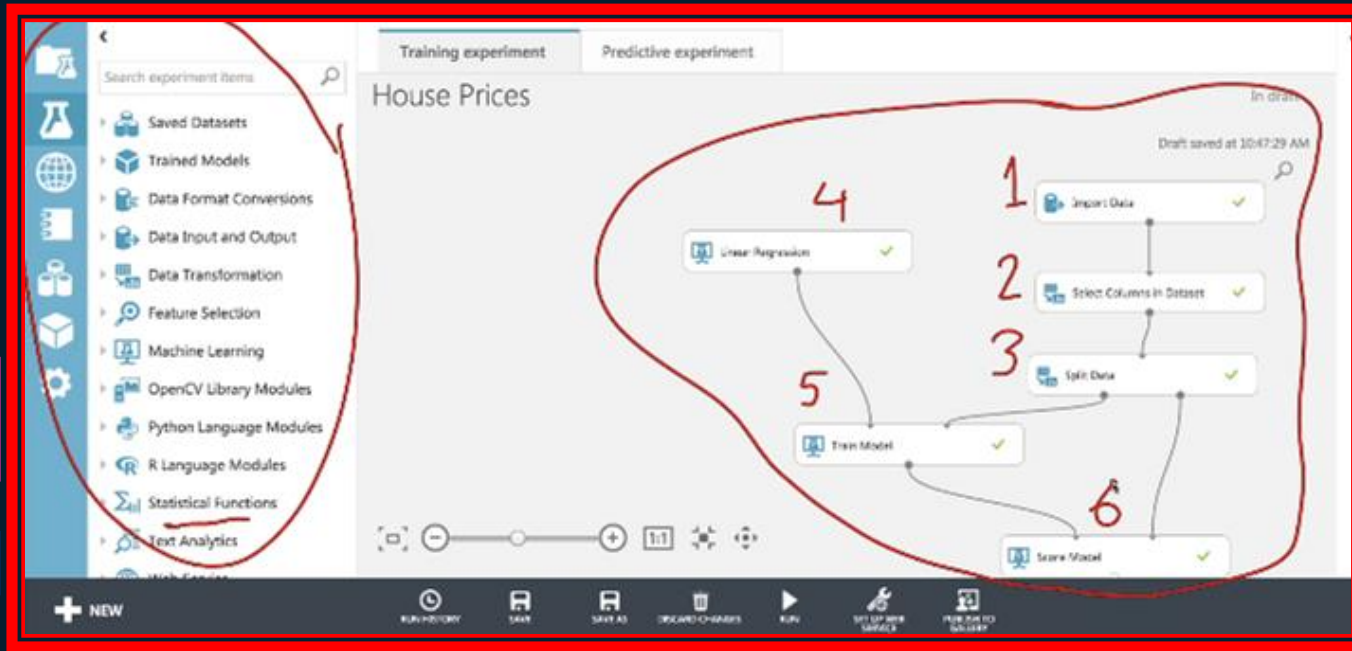 Search experiment items
Saved Datasets
Trained Models
Data Format Conversions
Data Input and Output
Data Transformation
Feature Selection
Machine Learning
OpenCV Library Modules
Python Language Modules
R Language Modules
Statistical Functions
Text Analytics
Web Service
Training experiment
Predictive experiment
House Prices
In draft
Draft saved at 10:47:29 AM
1
Import Data
2
Select Columns in Dataset
3
Split Data
4
Linear Regression
5
Train Model
6
Score Model
1:1
NEW
RUN HISTORY
SAVE
SAVE AS
DISCARD CHANGES
RUN
SET UP WEB
SERVICE
PUBLISH TO
GALLERY